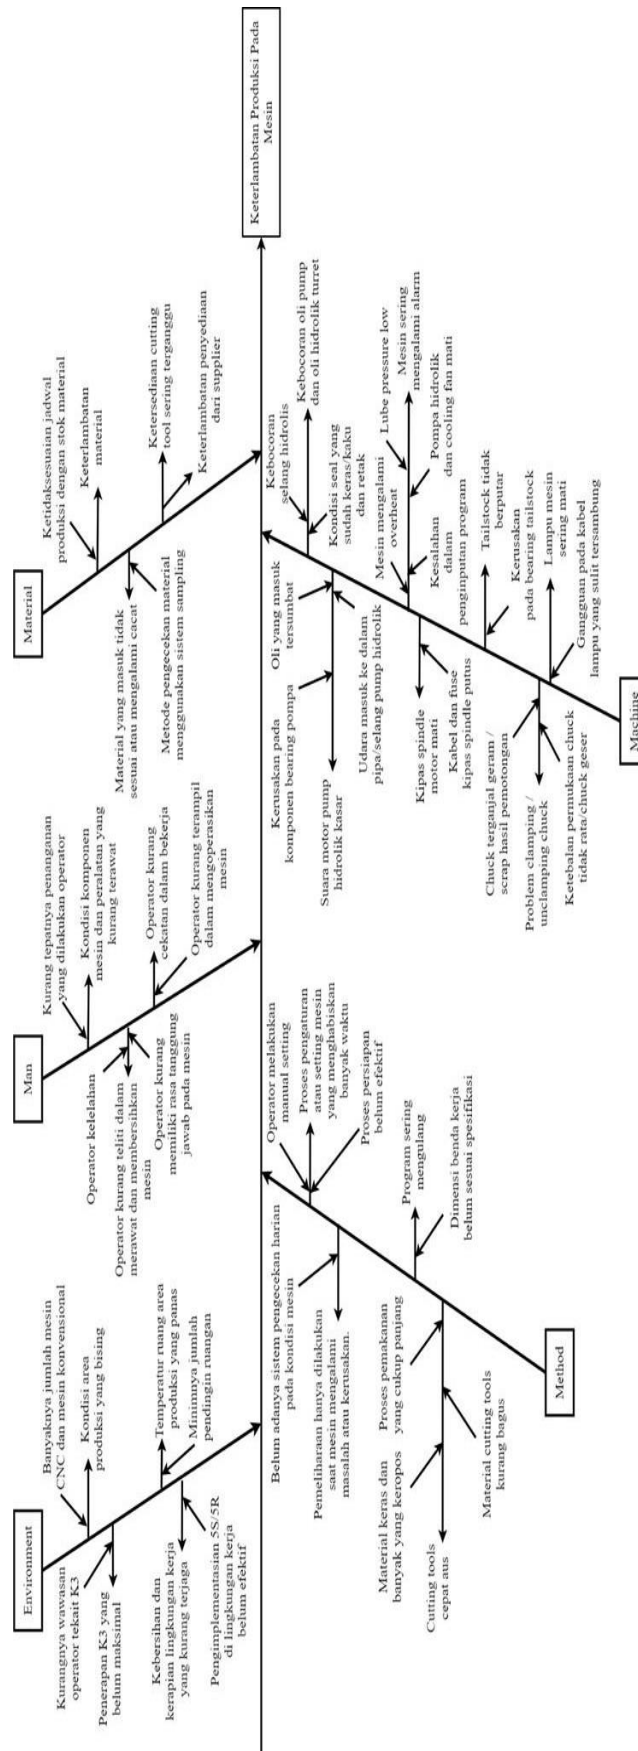 Environment
Kurangnya wawasan
operator tekait K3
Penerapan K3 yang
belum maksimal
Banyaknya jumlah mesin
CNC dan mesin konvensional
Kondisi area
produksi yang bising
Temperatur ruang area
produksi yang panas
Minimnya jumlah
pendingin ruangan
Kebersihan dan
kerapian lingkungan kerja
yang kurang terjaga
Pengimplementasian 5S/5R
di lingkungan kerja
belum efektif
Man
Kurang tepatnya penanganan
yang dilakukan operator
Kondisi komponen
mesin dan peralatan yang
kurang terawat
Operator kelelahan
Operator kurang teliti dalam
merawat dan membersihkan
mesin
Operator kurang
memiliki rasa tanggung
jawab pada mesin
Operator kurang
cekatan dalam bekerja
Operator kurang terampil
dalam mengoperasikan
mesin
Material
Ketidaksesuaian jadwal
produksi dengan stok material
Keterlambatan
material
Material yang masuk tidak
sesuai atau mengalami cacat
Metode pengecekan material
menggunakan sistem sampling
Ketersediaan cutting
tool sering terganggu
Keterlambatan penyediaan
dari supplier
Keterlambatan Produksi Pada
Mesin
Belum adanya sistem pengecekan harian
pada kondisi mesin
Pemeliharaan hanya dilakukan
saat mesin mengalami
masalah atau kerusakan.
Operator melakukan
manual setting
Proses pengaturan
atau setting mesin
yang menghabiskan
banyak waktu
Proses persiapan
belum efektif
Program sering
mengulang
Dimensi benda kerja
belum sesuai spesifikasi
Material keras dan
banyak yang keropos
Proses pemakanan
yang cukup panjang
Cutting tools
cepat aus
Material cutting tools
kurang bagus
Method
Kebocoran
selang hidrolis
Kebocoran oli pump
dan oli hidrolik turret
Kondisi seal yang
sudah keras/kaku
dan retak
Oli yang masuk
tersumbat
Kerusakan pada
komponen bearing pompa
Suara motor pump
hidrolik kasar
Udara masuk ke dalam
pipa/selang pump hidrolik
Mesin mengalami
overheat
Lube pressure low
Mesin sering
mengalami alarm
Kesalahan
dalam
penginputan program
Pompa hidrolik
dan cooling fan mati
Kipas spindle
motor mati
Kabel dan fuse
kipas spindle putus
Tailstock tidak
berputar
Kerusakan
pada bearing tailstock
Chuck terganjal geram /
scrap hasil pemotongan
Problem clamping /
unclamping chuck
Ketebalan permukaan chuck
tidak rata/chuck geser
Lampu mesin
sering mati
Gangguan pada kabel
lampu yang sulit tersambung
Machine